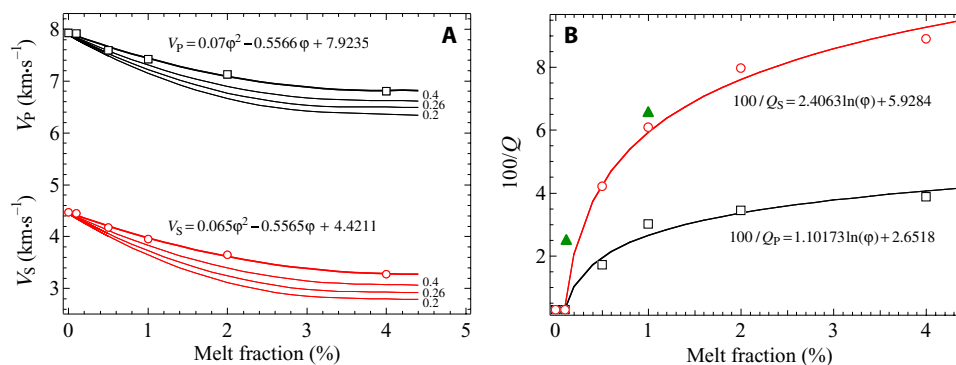 A
V_P = 0.07φ² – 0.5566φ + 7.9235
V_P (km·s⁻¹)
8
7
6
5
4
3
0.4
0.26
0.2
V_S = 0.065φ² – 0.5565φ + 4.4211
V_S (km·s⁻¹)
0.4
0.26
0.2
0 1 2 3 4 5
Melt fraction (%)
B
100/Q
8
6
4
2
100/Q_S = 2.4063ln(φ) + 5.9284
100/Q_P = 1.10173ln(φ) + 2.6518
0 1 2 3 4
Melt fraction (%)